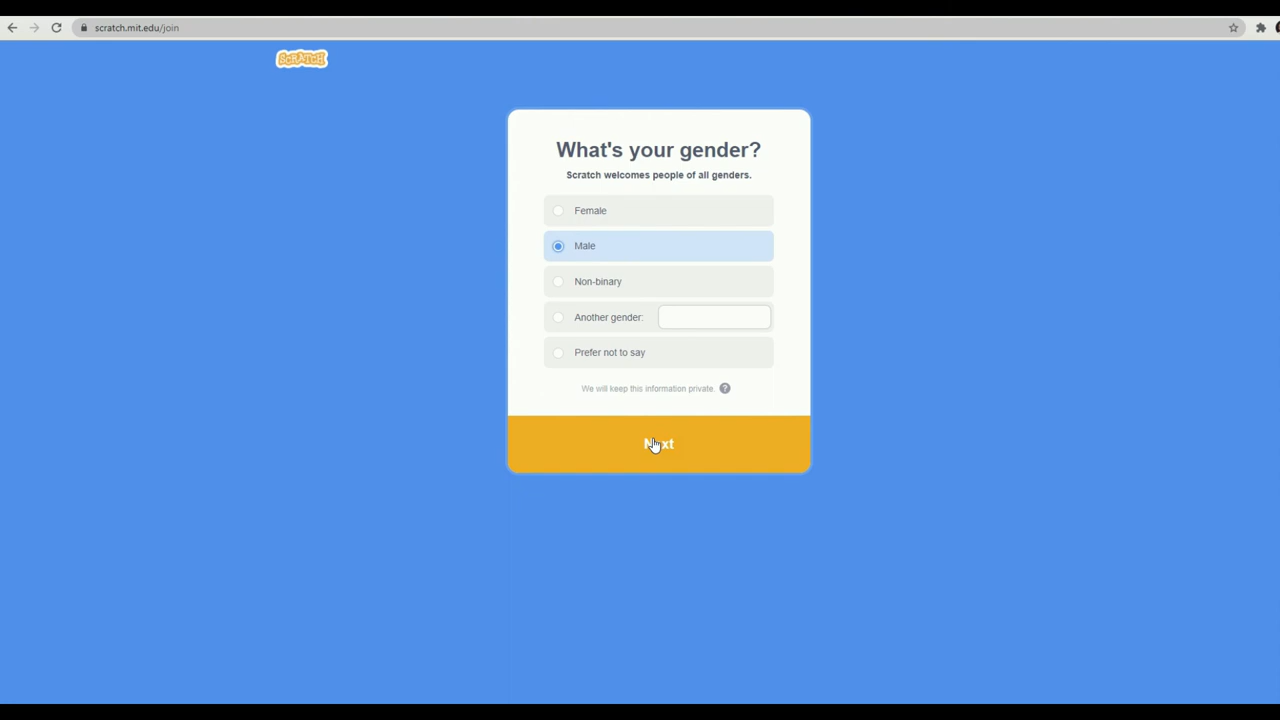 scratch.mit.edu/join
SCRATCH
What's your gender?
Scratch welcomes people of all genders.
Female
Male
Non-binary
Another gender:
Prefer not to say
We will keep this information private. ?
Next